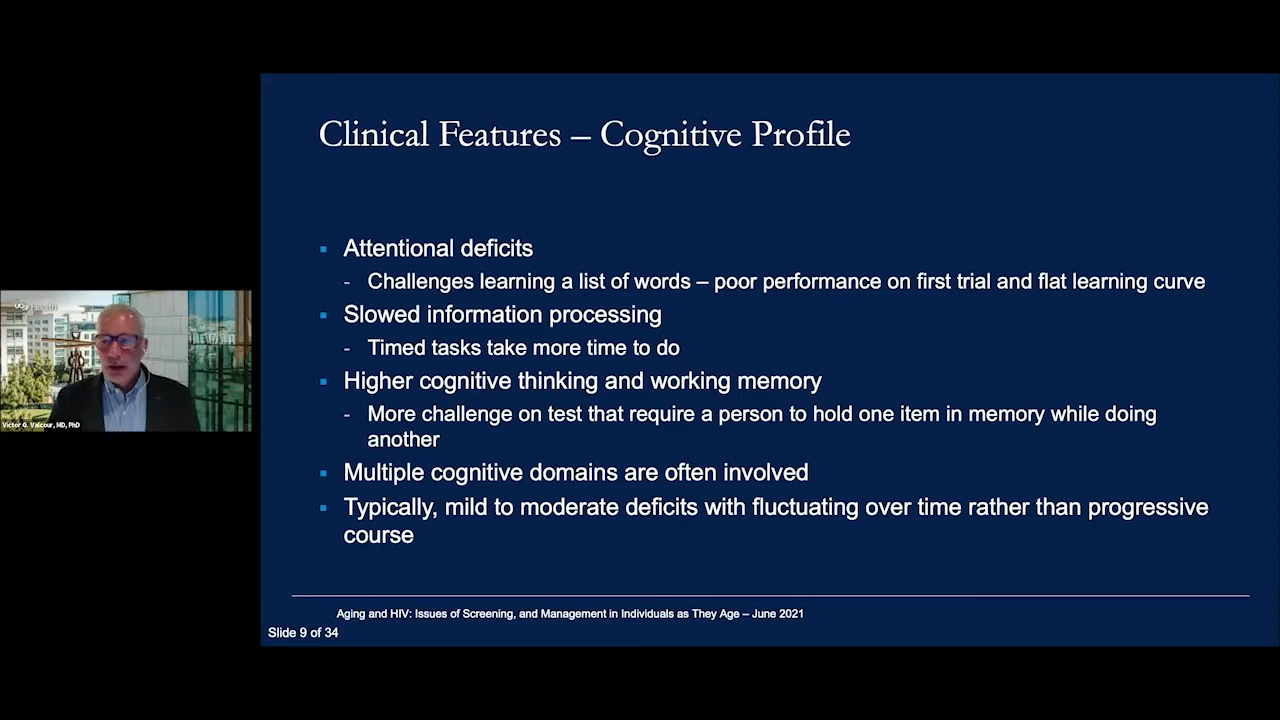 Clinical Features – Cognitive Profile
▪ Attentional deficits
- Challenges learning a list of words – poor performance on first trial and flat learning curve
▪ Slowed information processing
- Timed tasks take more time to do
▪ Higher cognitive thinking and working memory
- More challenge on test that require a person to hold one item in memory while doing
another
▪ Multiple cognitive domains are often involved
▪ Typically, mild to moderate deficits with fluctuating over time rather than progressive
course
Aging and HIV: Issues of Screening, and Management in Individuals as They Age – June 2021
Slide 9 of 34
UCSF Health
Victor G. Valcour, MD, PhD